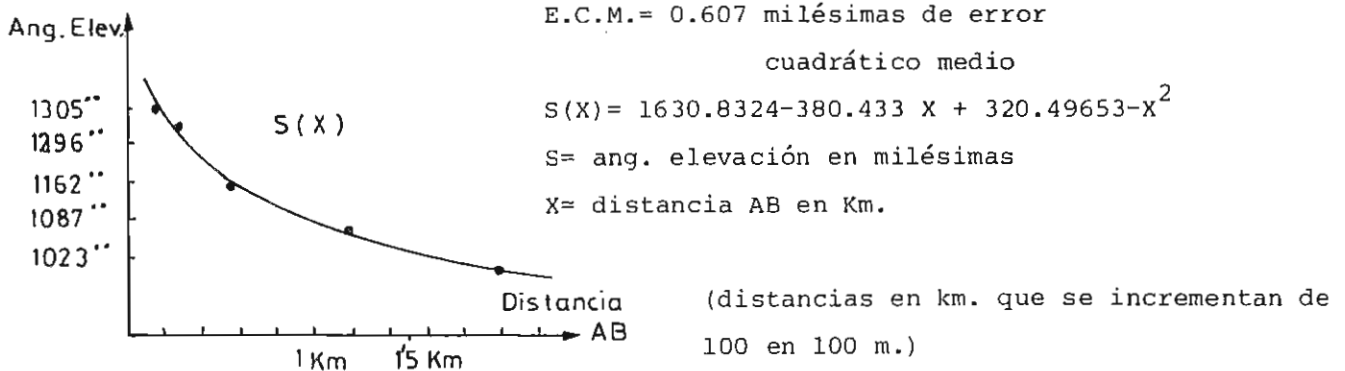 E.C.M.= 0.607 milésimas de error
cuadrático medio
S(X)= 1630.8324-380.433 X + 320.49653-X²
S= ang. elevación en milésimas
X= distancia AB en Km.
(distancias en km. que se incrementan de
100 en 100 m.)
Ang. Elev.
S(X)
1305''
1296''
1162''
1087''
1023''
Distancia
AB
1 Km 1'5 Km